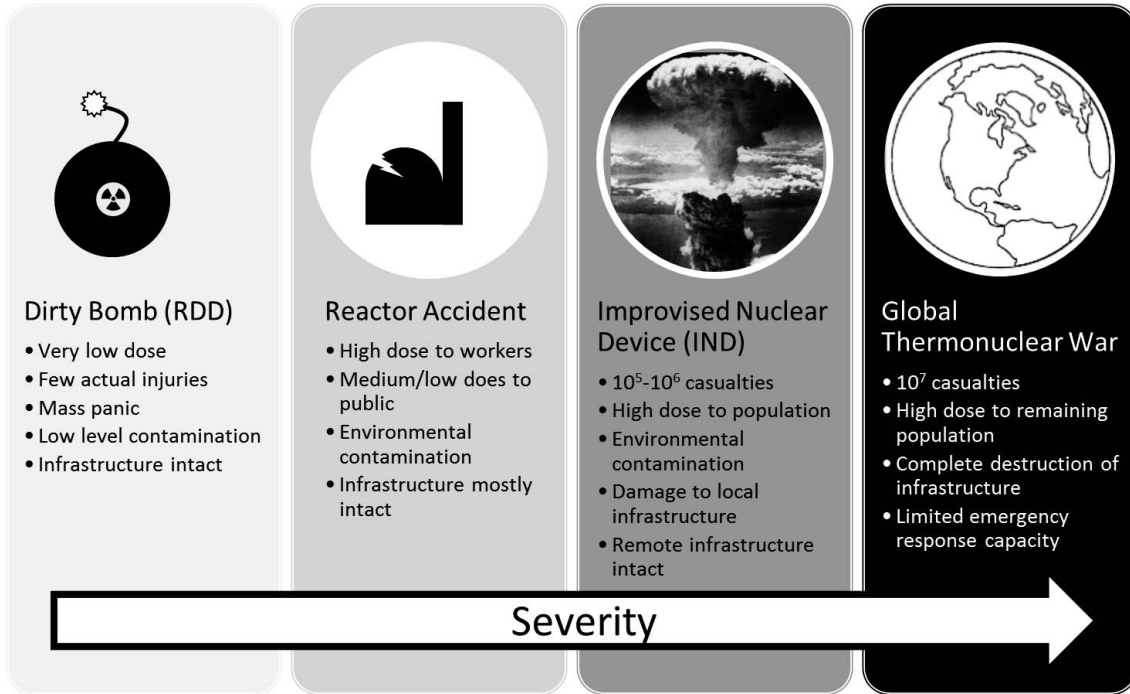 Dirty Bomb (RDD)
• Very low dose
• Few actual injuries
• Mass panic
• Low level contamination
• Infrastructure intact
Reactor Accident
• High dose to workers
• Medium/low does to
public
• Environmental
contamination
• Infrastructure mostly
intact
Improvised Nuclear
Device (IND)
• 10⁵-10⁶ casualties
• High dose to population
• Environmental
contamination
• Damage to local
infrastructure
• Remote infrastructure
intact
Global
Thermonuclear War
• 10⁷ casualties
• High dose to remaining
population
• Complete destruction of
infrastructure
• Limited emergency
response capacity
Severity